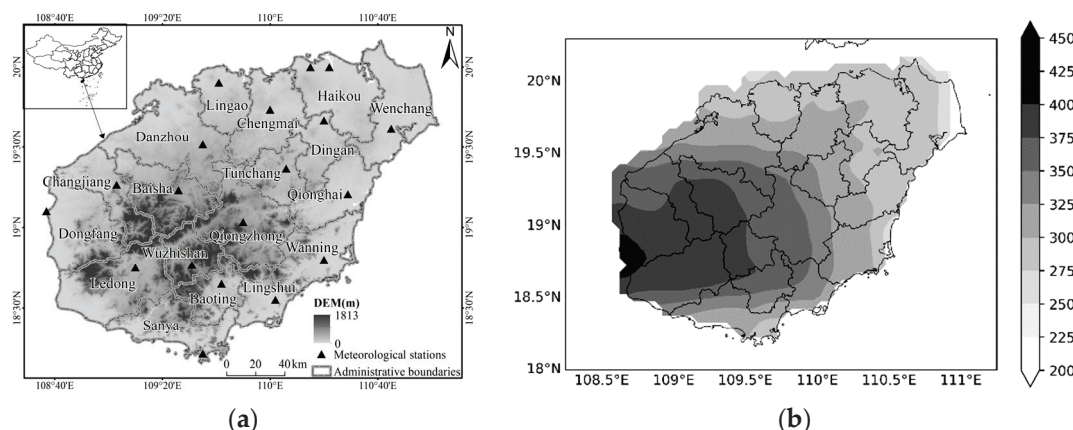 108°40'E 109°20'E 110°0'E 110°40'E
N
20°N 20°N
Haikou
Lingao
Wenchang
Chengmai
Danzhou
19°30'N 19°30'N
Dingan
Tunchang
Changjiang
Baisha
Qionghai
19°N 19°N
Dongfang
Qiongzhong
Wanning
Wuzhishan
Ledong
Lingshui
Baoting
18°30'N 18°30'N
DEM(m)
1813
0
Sanya
Meteorological stations
0 20 40km
Administrative boundaries
108°40'E 109°20'E 110°0'E 110°40'E
(a)
20°N
19.5°N
19°N
18.5°N
18°N
108.5°E 109°E 109.5°E 110°E 110.5°E 111°E
450
425
400
375
350
325
300
275
250
225
200
(b)